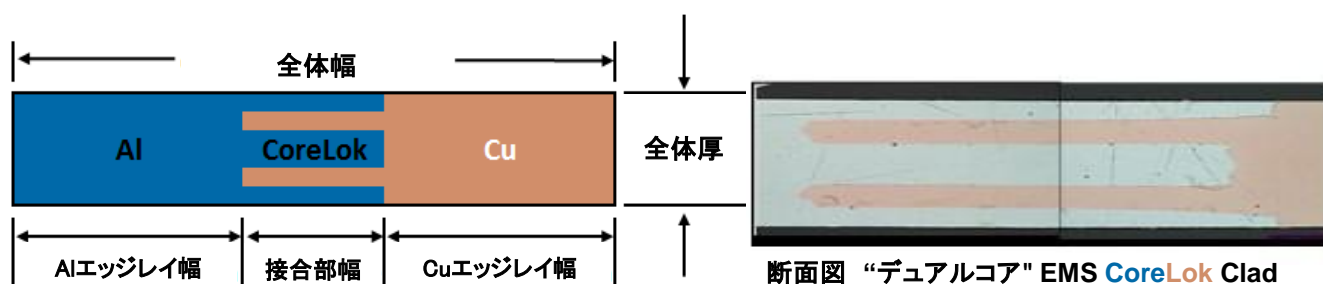 全体幅
Al
CoreLok
Cu
全体厚
Alエッジレイ幅
接合部幅
Cuエッジレイ幅
断面図 “デュアルコア" EMS CoreLok Clad